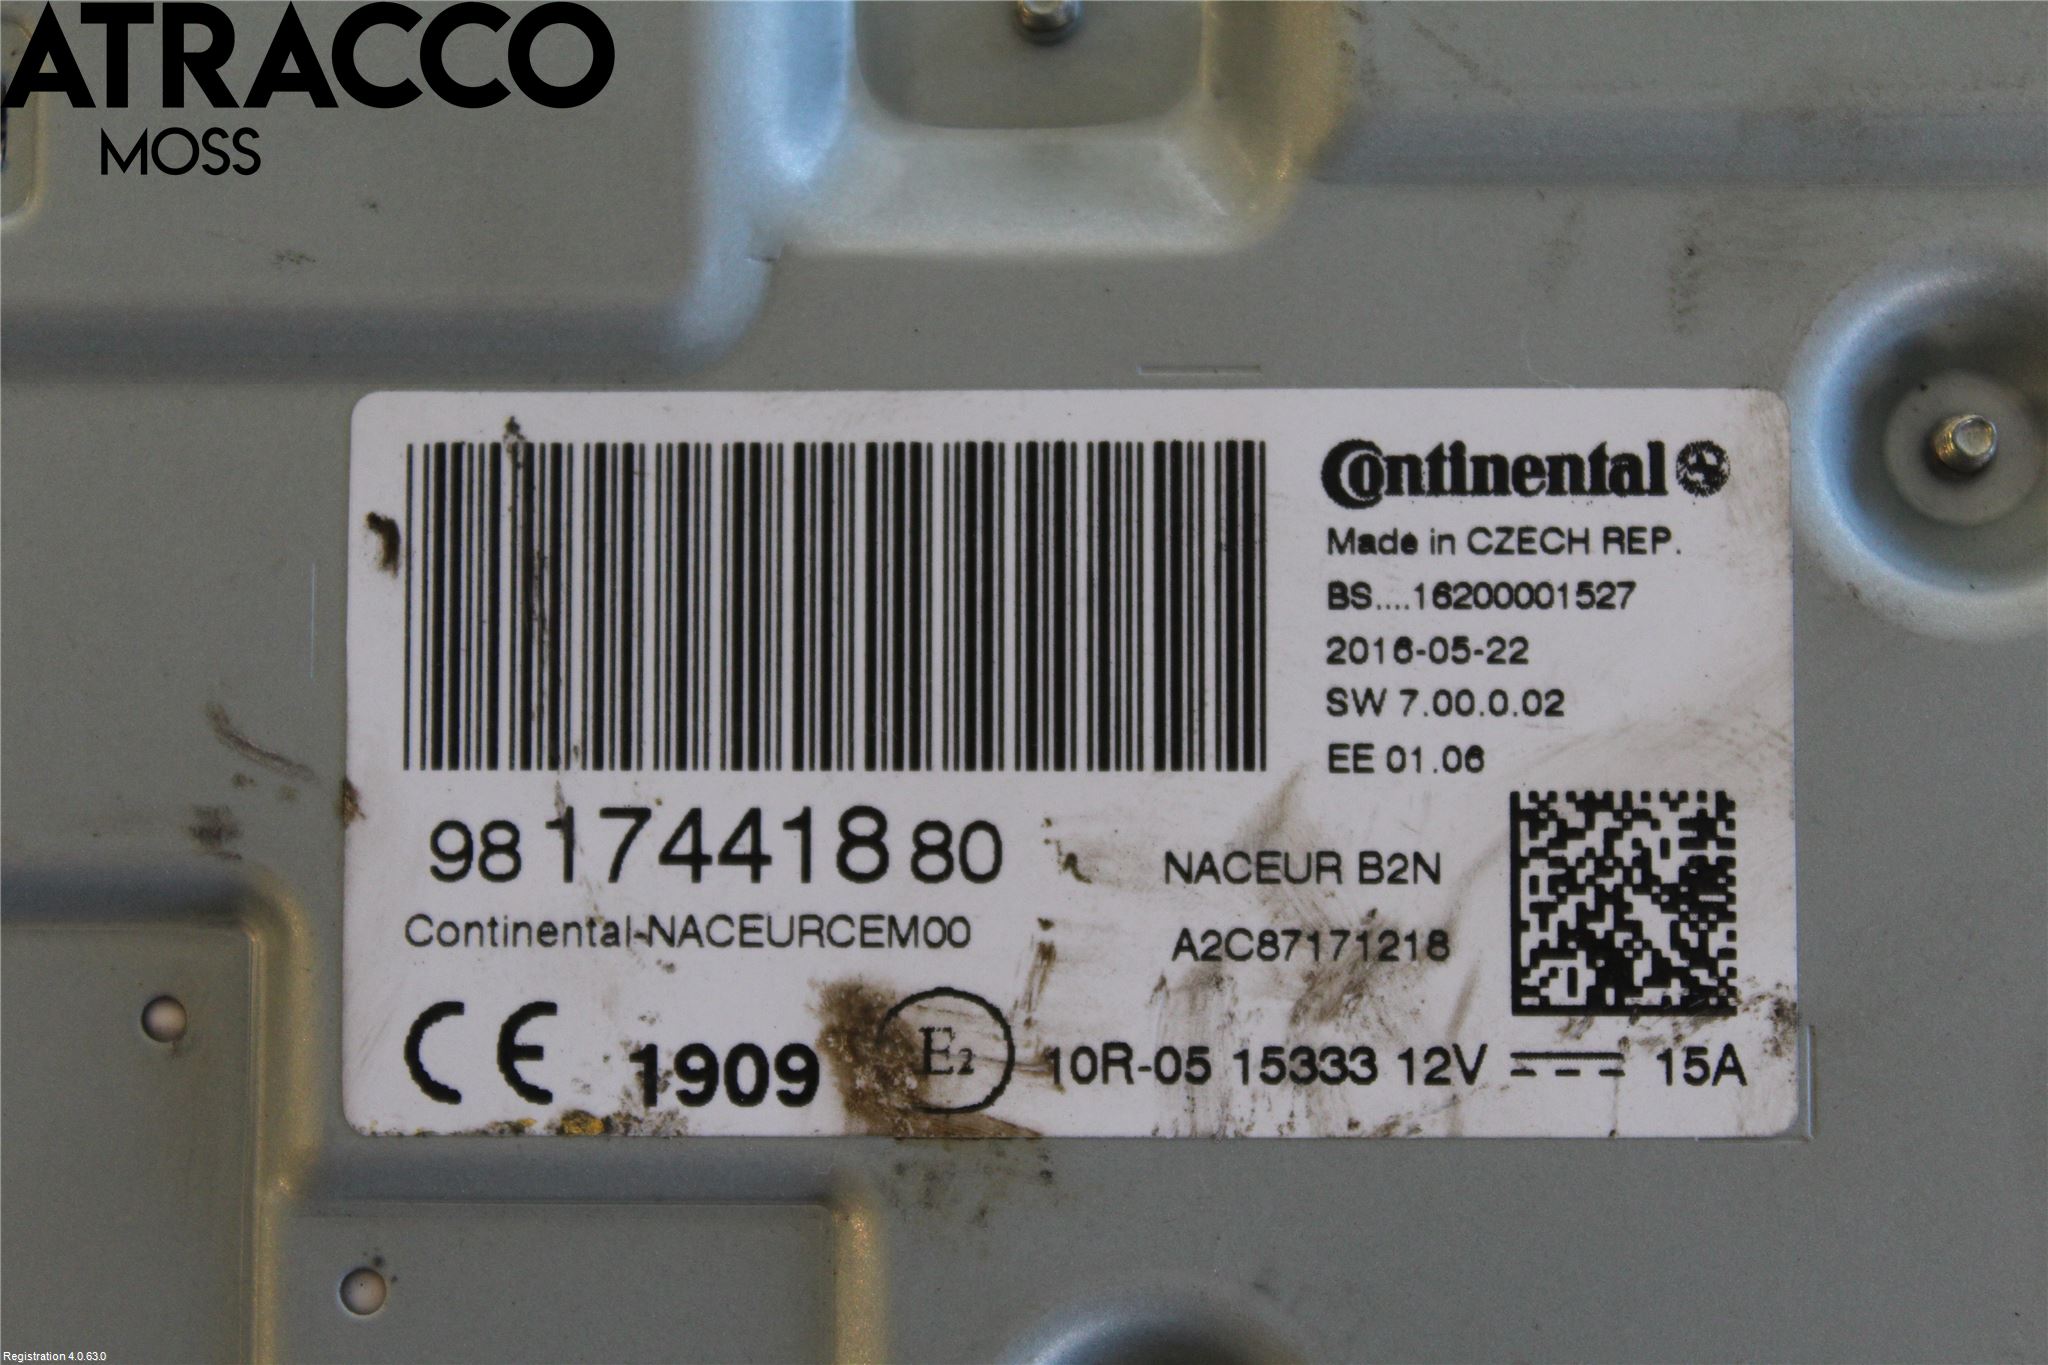 ATRACCO
MOSS
Continental
Made in CZECH REP.
BS....16200001527
2016-05-22
SW 7.00.0.02
EE 01.06
98 174418 80
NACEUR B2N
Continental-NACEURCEM00
A2C87171218
CE 1909 E2 10R-05 15333 12V 15A
Registration 4.0.63.0